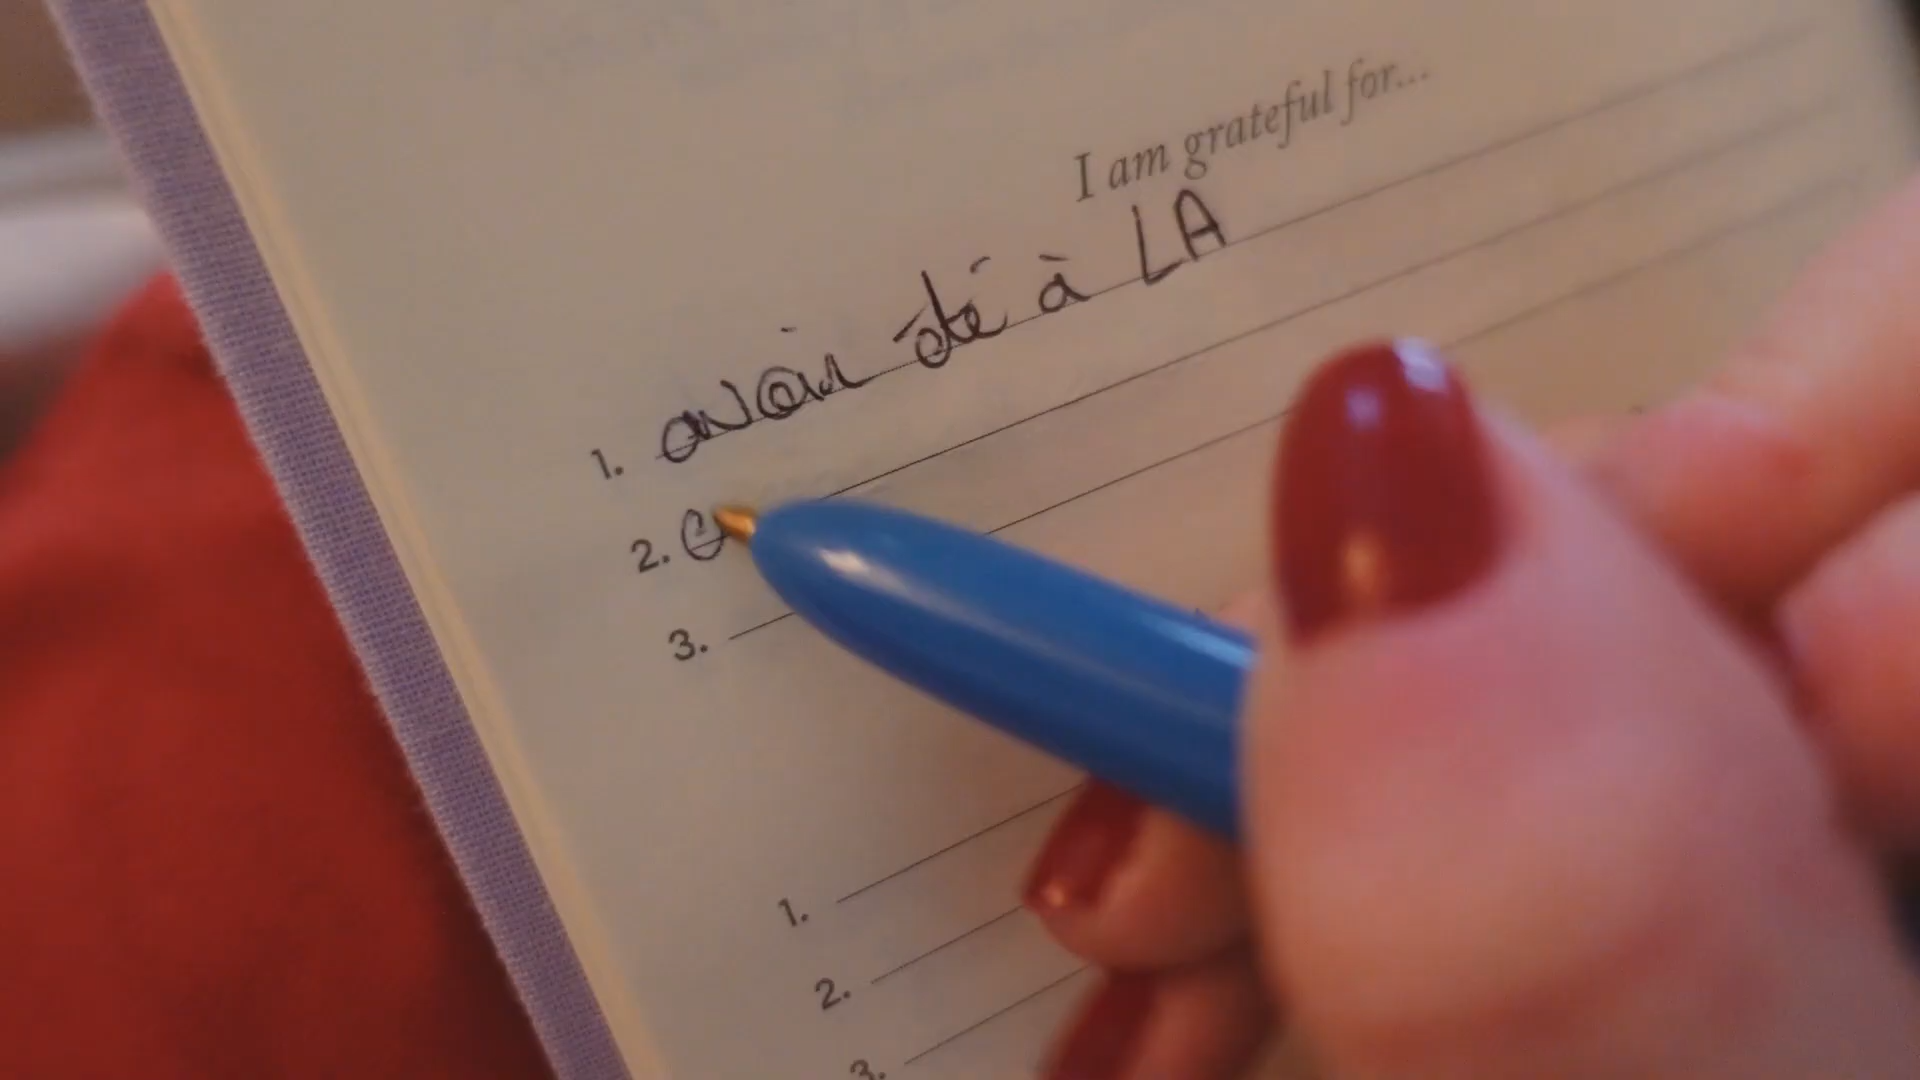 I am grateful for...
1. avoir été à LA
2.
3.
1.
2.
3.